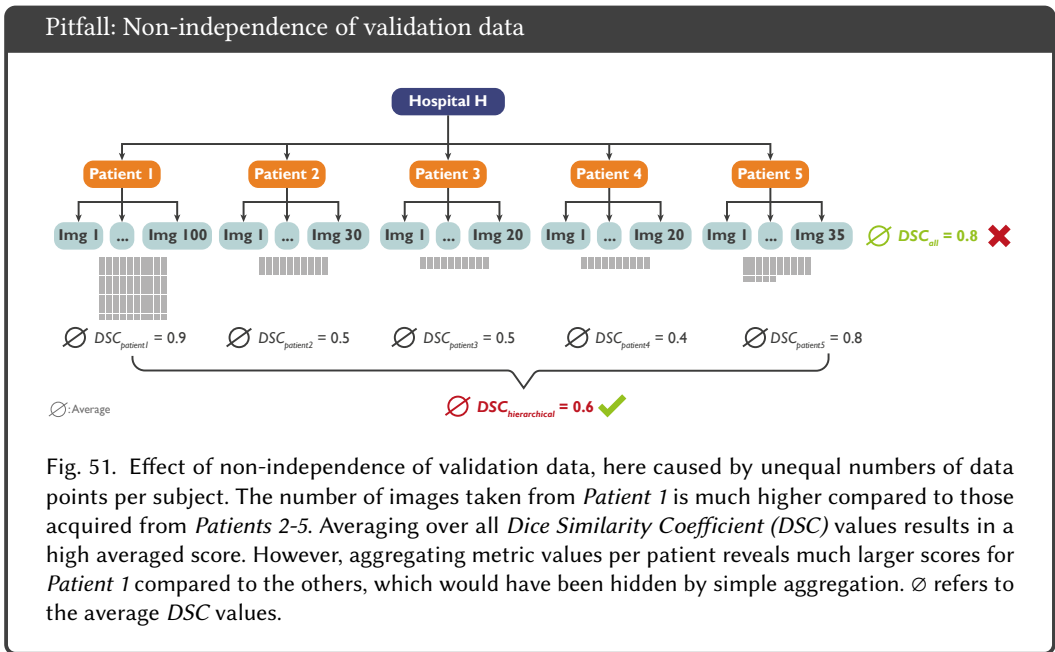 Pitfall: Non-independence of validation data
Hospital H
Patient 1 Patient 2 Patient 3 Patient 4 Patient 5
Img 1 ... Img 100 Img 1 ... Img 30 Img 1 ... Img 20 Img 1 ... Img 20 Img 1 ... Img 35 ∅ DSC_all = 0.8
∅ DSC_patient1 = 0.9 ∅ DSC_patient2 = 0.5 ∅ DSC_patient3 = 0.5 ∅ DSC_patient4 = 0.4 ∅ DSC_patient5 = 0.8
∅:Average ∅ DSC_hierarchical = 0.6
Fig. 51. Effect of non-independence of validation data, here caused by unequal numbers of data
points per subject. The number of images taken from Patient 1 is much higher compared to those
acquired from Patients 2-5. Averaging over all Dice Similarity Coefficient (DSC) values results in a
high averaged score. However, aggregating metric values per patient reveals much larger scores for
Patient 1 compared to the others, which would have been hidden by simple aggregation. ∅ refers to
the average DSC values.